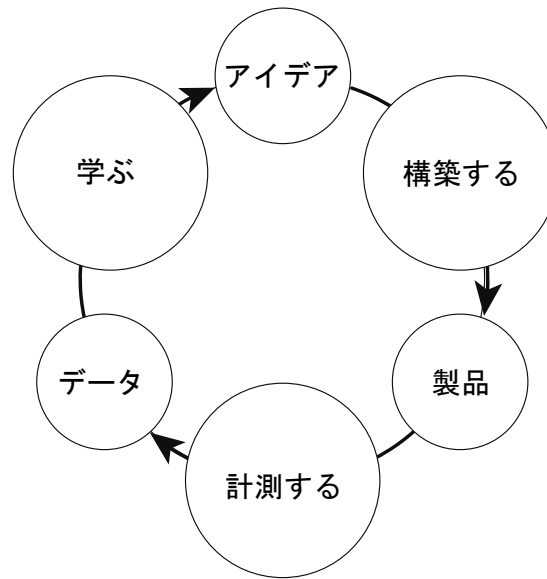 アイデア
構築する
製品
計測する
データ
学ぶ